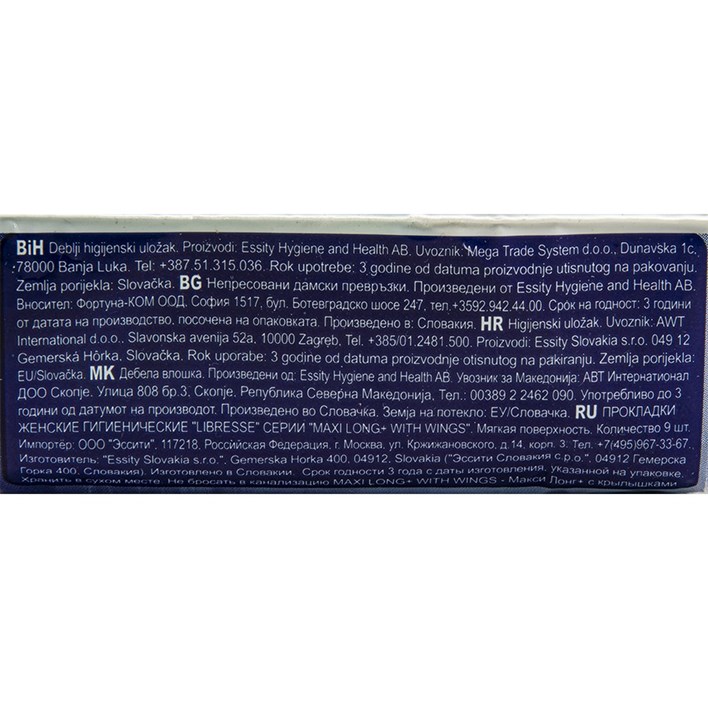 BiH Deblji higijenski uložak. Proizvodi: Essity Hygiene and Health AB. Uvoznik: Mega Trade System d.o.o., Dunavska 1c,
78000 Banja Luka. Tel: +387.51.315.036. Rok upotrebe: 3 godine od datuma proizvodnje utisnutog na pakovanju.
Zemlja porijekla: Slovačka. BG Непресовани дамски превръзки. Произведени от Essity Hygiene and Health AB.
Вносител: Фортуна-КОМ ООД, София 1517, бул. Ботевградско шосе 247, тел.+3592.942.44.00. Срок на годност: 3 години
от датата на производство, посочена на опаковката. Произведено в: Словакия. HR Higijenski uložak. Uvoznik: AWT
International d.o.o., Slavonska avenija 52a, 10000 Zagreb, Tel. +385/01.2481.500. Proizvodi: Essity Slovakia s.r.o. 049 12
Gemerská Hôrka, Slovačka. Rok uporabe: 3 godine od datuma proizvodnje otisnutog na pakiranju. Zemlja porijekla:
EU/Slovačka. MK Дебела влошка. Произведени од: Essity Hygiene and Health AB. Увозник за Македонија: АВТ Интернационал
ДОО Скопје. Улица 808 бр.3, Скопје, Република Северна Македонија, Тел.: 00389 2 2462 090. Употребливо до 3
години од датумот на производот. Произведено во Словачка. Земја на потекло: ЕУ/Словачка. RU ПРОКЛАДКИ
ЖЕНСКИЕ ГИГИЕНИЧЕСКИЕ "LIBRESSE" СЕРИИ "MAXI LONG+ WITH WINGS". Мягкая поверхность. Количество 9 шт.
Импортёр: ООО "Эссити", 117218, Российская Федерация, г. Москва, ул. Кржижановского, д.14, корп. 3; Тел.:+7(495)967-33-67.
Изготовитель: "Essity Slovakia s.r.o.", Gemerska Horka 400, 04912, Slovakia ("Эссити Словакия с.р.о.", 04912 Гемерска
Горка 400, Словакия). Изготовлено в Словакии. Срок годности 3 года с даты изготовления, указанной на упаковке.
Хранить в сухом месте. Не бросать в канализацию MAXI LONG+ WITH WINGS - Макси Лонг+ с крылышками